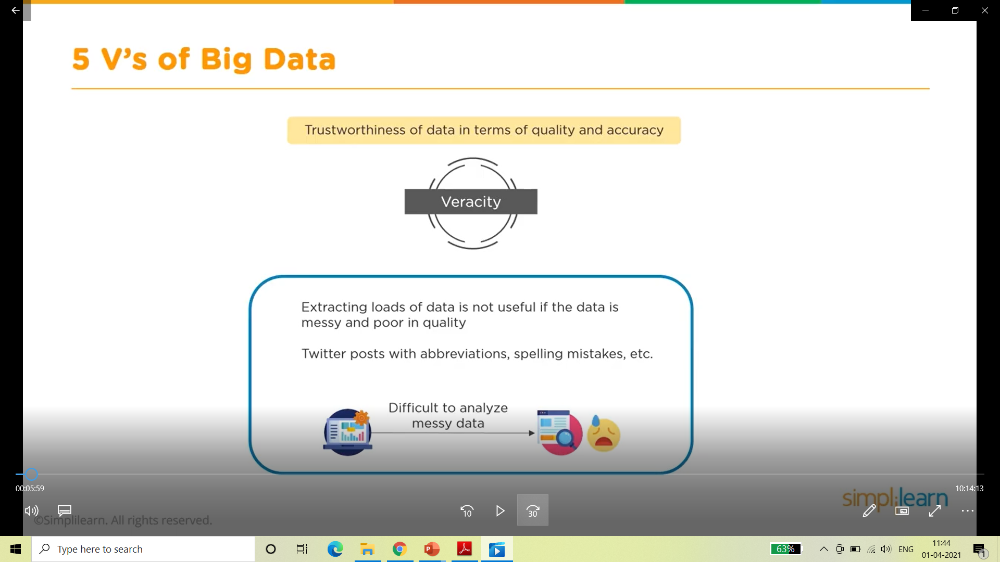 5 V’s of Big Data
Trustworthiness of data in terms of quality and accuracy
Veracity
Extracting loads of data is not useful if the data is
messy and poor in quality
Twitter posts with abbreviations, spelling mistakes, etc.
Difficult to analyze
messy data
00:05:59
10:14:13
simplilearn
10
30
©Simplilearn. All rights reserved.
Type here to search
63%
ENG
11:44
01-04-2021
1